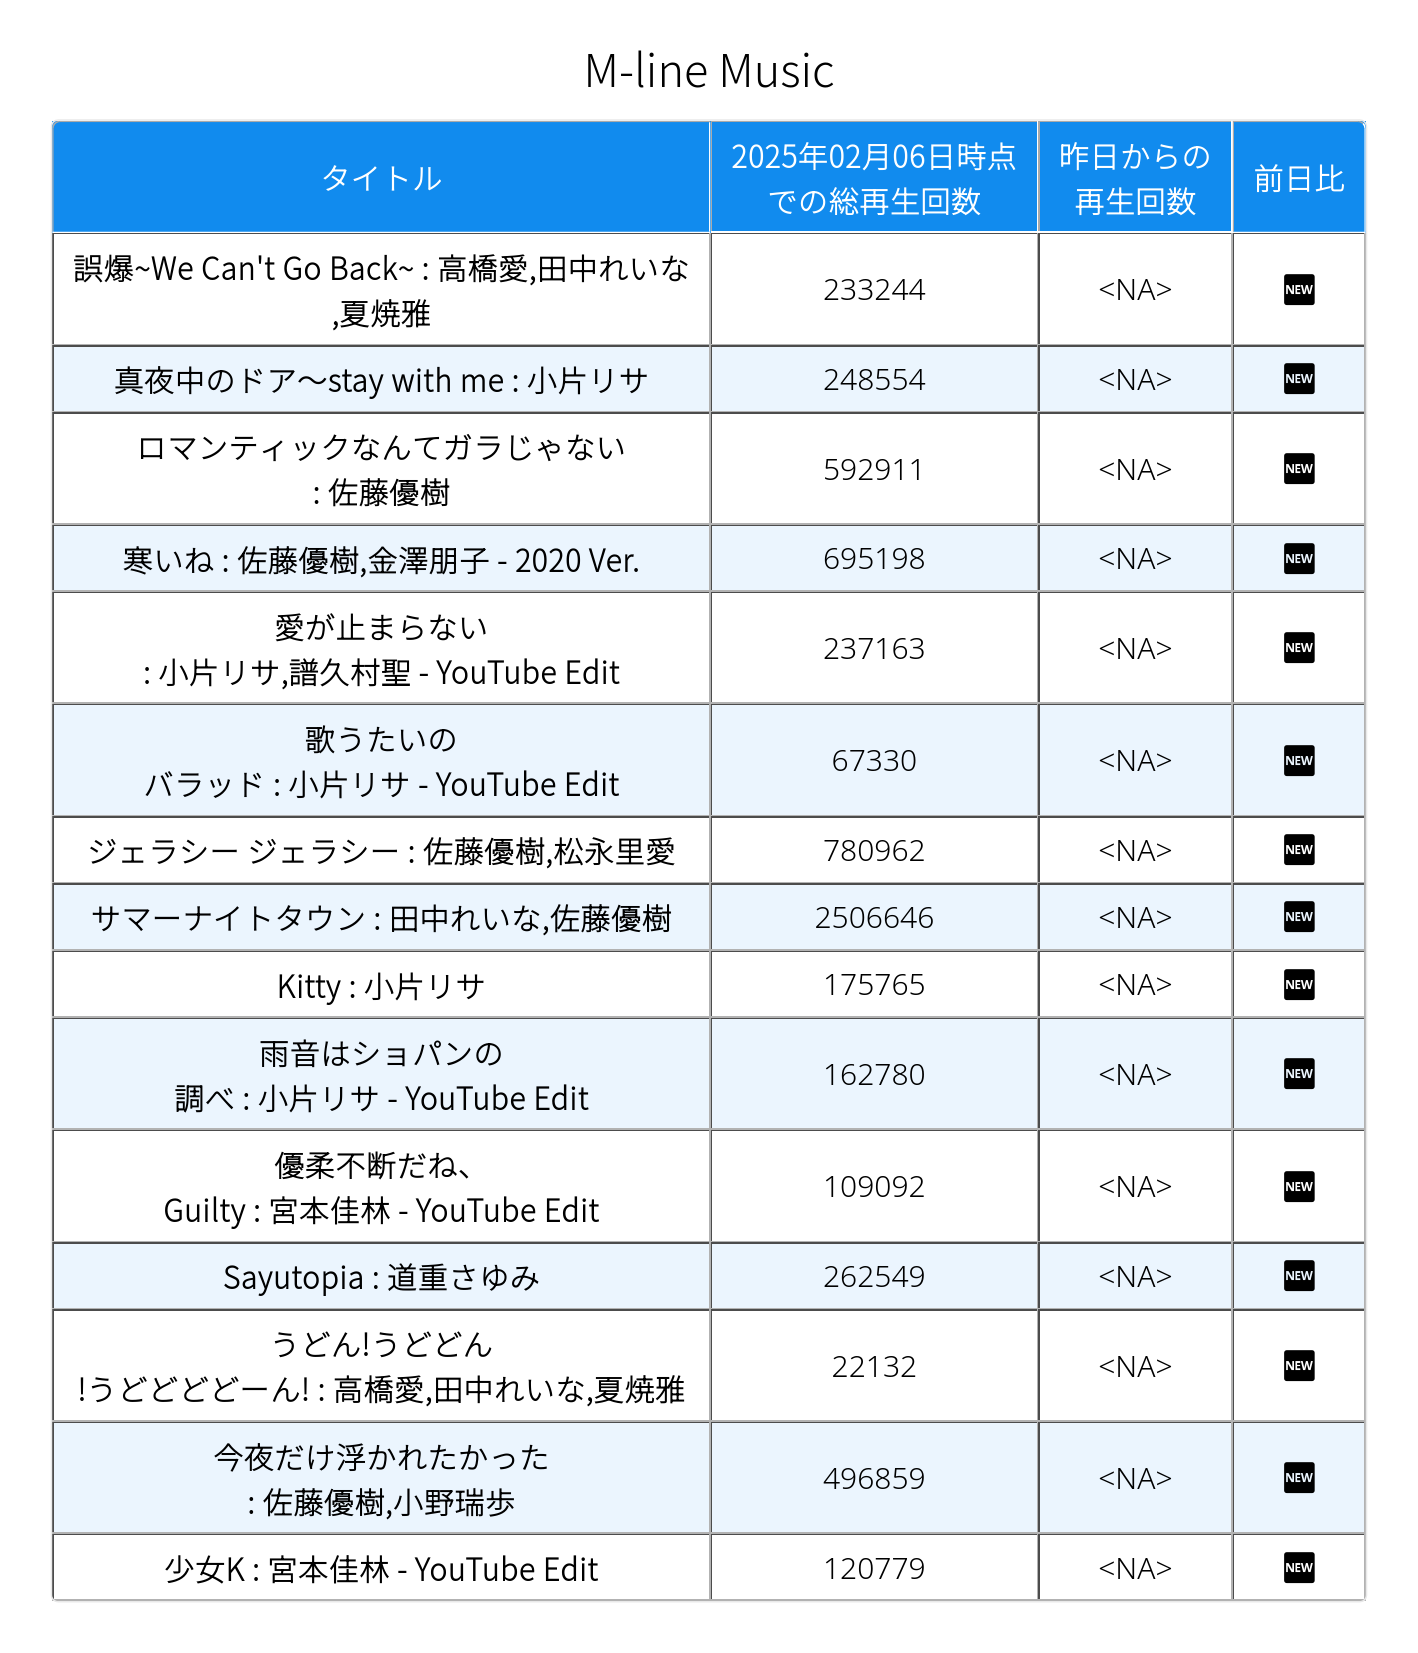 M-line Music
タイトル
2025年02月06日時点
での総再生回数
昨日からの
再生回数
前日比
誤爆~We Can't Go Back~ : 高橋愛,田中れいな
,夏焼雅
233244
<NA>
NEW
真夜中のドア～stay with me : 小片リサ
248554
<NA>
NEW
ロマンティックなんてガラじゃない
: 佐藤優樹
592911
<NA>
NEW
寒いね : 佐藤優樹,金澤朋子 - 2020 Ver.
695198
<NA>
NEW
愛が止まらない
: 小片リサ,譜久村聖 - YouTube Edit
237163
<NA>
NEW
歌うたいの
バラッド : 小片リサ - YouTube Edit
67330
<NA>
NEW
ジェラシー ジェラシー : 佐藤優樹,松永里愛
780962
<NA>
NEW
サマーナイトタウン : 田中れいな,佐藤優樹
2506646
<NA>
NEW
Kitty : 小片リサ
175765
<NA>
NEW
雨音はショパンの
調べ : 小片リサ - YouTube Edit
162780
<NA>
NEW
優柔不断だね、
Guilty : 宮本佳林 - YouTube Edit
109092
<NA>
NEW
Sayutopia : 道重さゆみ
262549
<NA>
NEW
うどん!うどどん
!うどどどどーん! : 高橋愛,田中れいな,夏焼雅
22132
<NA>
NEW
今夜だけ浮かれたかった
: 佐藤優樹,小野瑞歩
496859
<NA>
NEW
少女K : 宮本佳林 - YouTube Edit
120779
<NA>
NEW